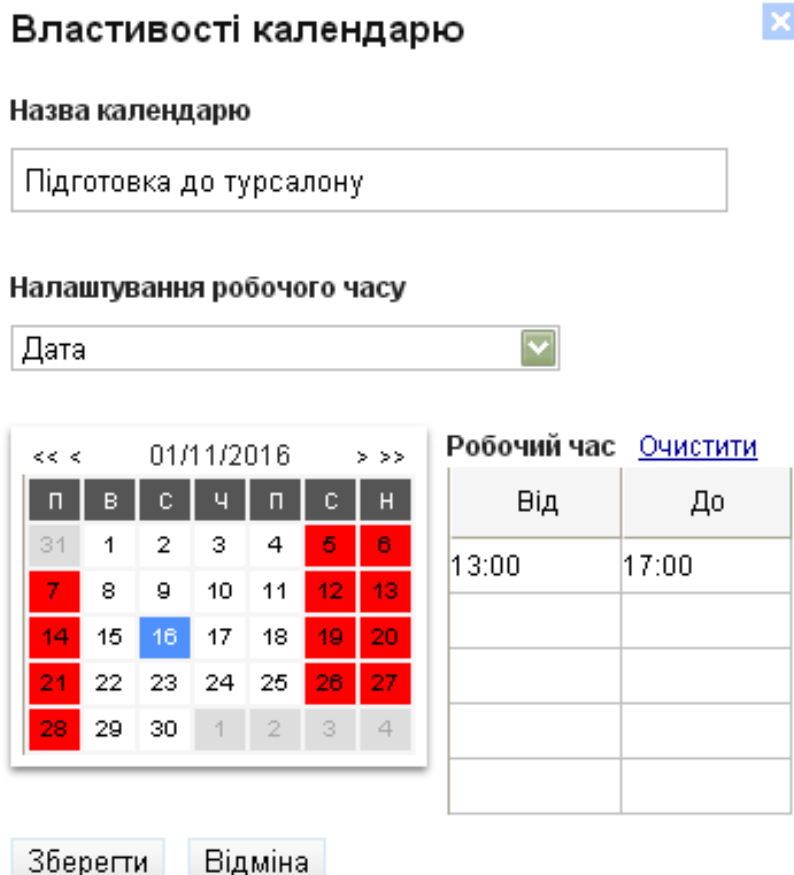 Властивості календарю
Назва календарю
Підготовка до турсалону
Налаштування робочого часу
Дата
<< < 01/11/2016 > >>
П В С Ч П С Н
31 1 2 3 4 5 6
7 8 9 10 11 12 13
14 15 16 17 18 19 20
21 22 23 24 25 26 27
28 29 30 1 2 3 4
Робочий час Очистити
Від До
13:00 17:00
Зберегти Відміна